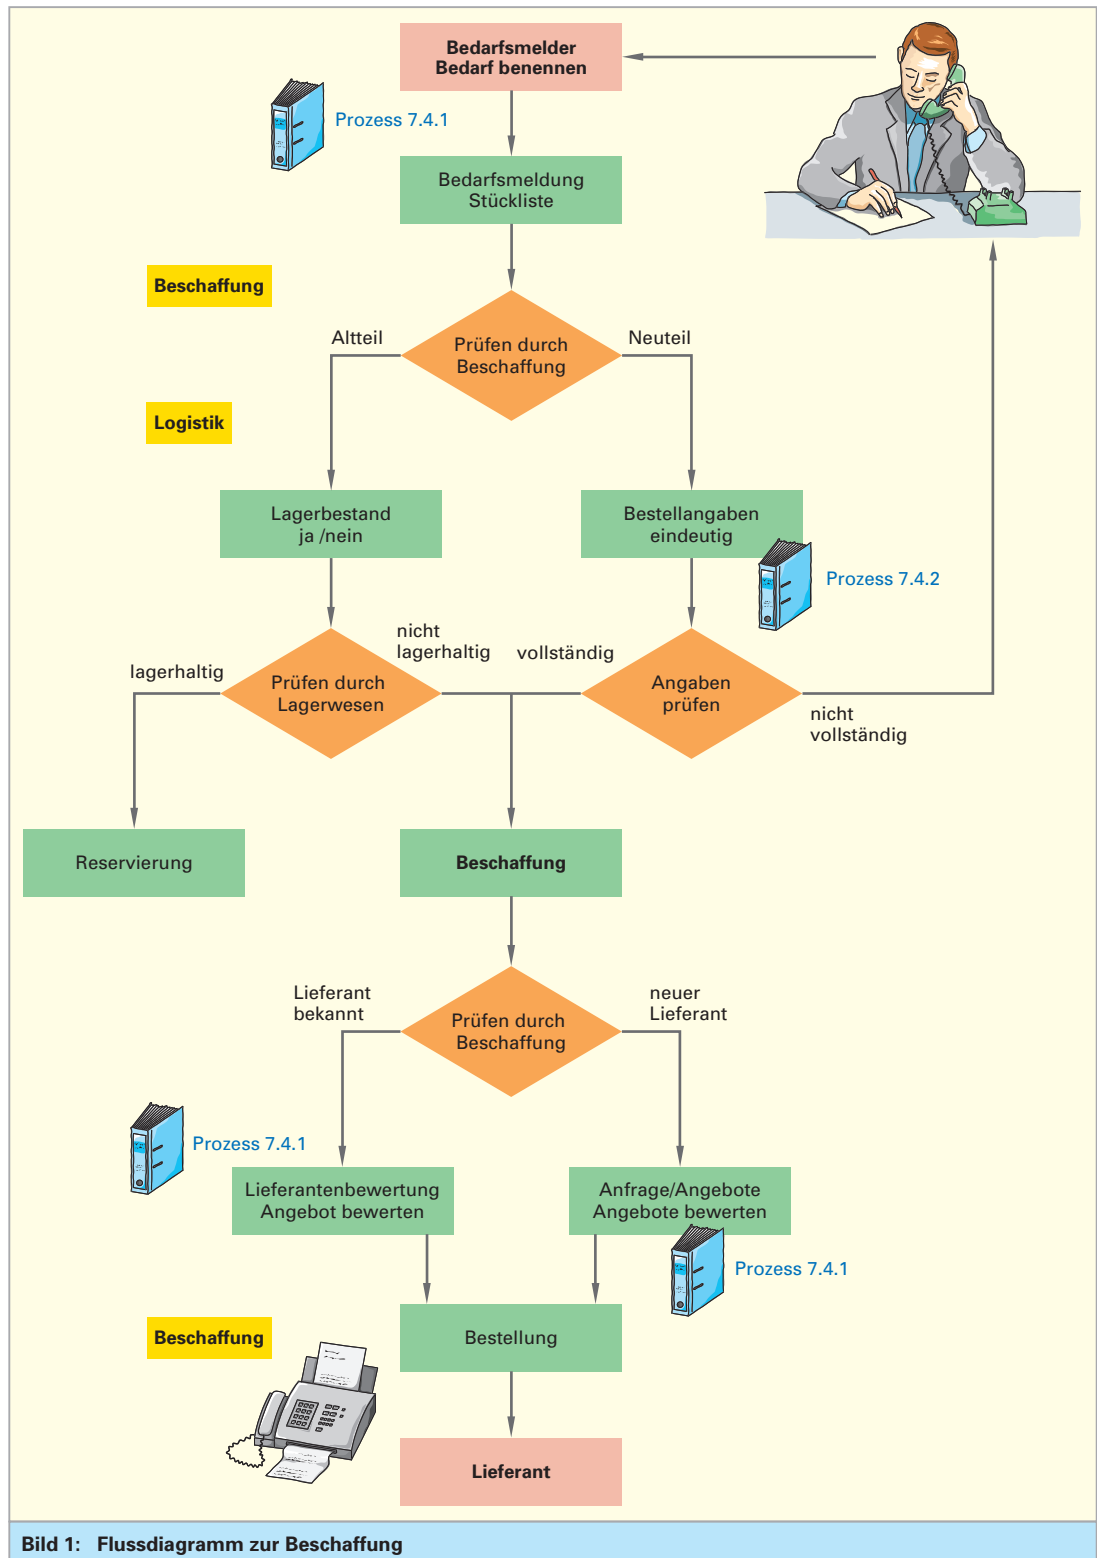 Bedarfsmelder
Bedarf benennen
Prozess 7.4.1
Bedarfsmeldung
Stückliste
Beschaffung
Altteil
Prüfen durch
Beschaffung
Neuteil
Logistik
Lagerbestand
ja /nein
Bestellangaben
eindeutig
Prozess 7.4.2
lagerhaltig
Prüfen durch
Lagerwesen
nicht
lagerhaltig
vollständig
Angaben
prüfen
nicht
vollständig
Reservierung
Beschaffung
Lieferant
bekannt
Prüfen durch
Beschaffung
neuer
Lieferant
Prozess 7.4.1
Lieferantenbewertung
Angebot bewerten
Anfrage/Angebote
Angebote bewerten
Prozess 7.4.1
Beschaffung
Bestellung
Lieferant
Bild 1: Flussdiagramm zur Beschaffung